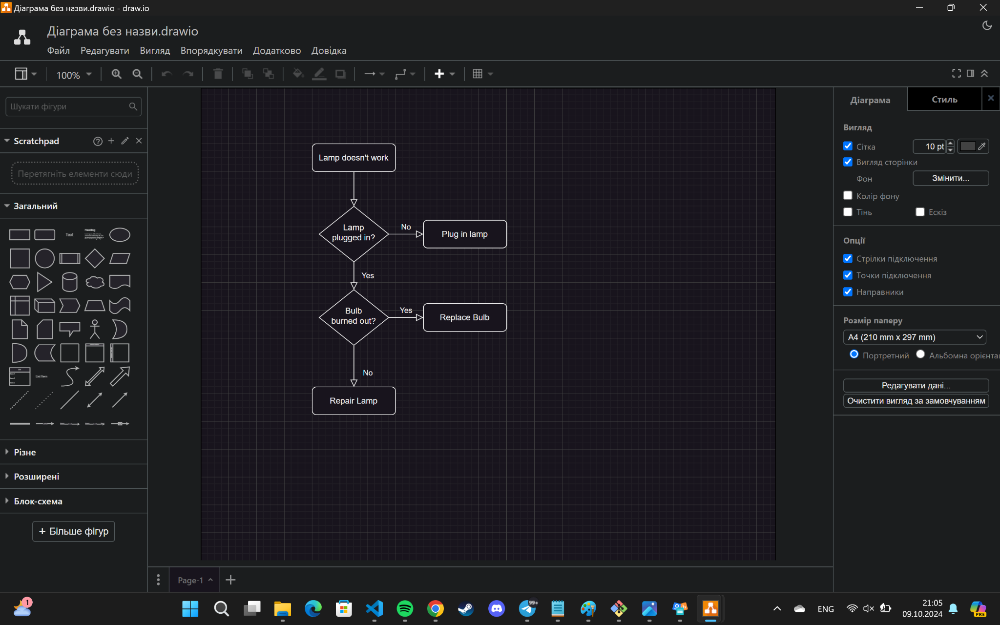 Діаграма без назви.drawio - draw.io
Діаграма без назви.drawio
Файл Редагувати Вигляд Впорядкувати Додатково Довідка
100%
Шукати фігури
Scratchpad
Перетягніть елементи сюди
Загальний
Text
Heading
List Item
Різне
Розширені
Блок-схема
+ Більше фігур
Lamp doesn't work
Lamp
plugged in?
No
Plug in lamp
Yes
Bulb
burned out?
Yes
Replace Bulb
No
Repair Lamp
Page-1
Діаграма
Стиль
Вигляд
Сітка
10 pt
Вигляд сторінки
Фон
Змінити...
Колір фону
Тінь
Ескіз
Опції
Стрілки підключення
Точки підключення
Направники
Розмір паперу
A4 (210 mm x 297 mm)
Портретний
Альбомна орієнтац
Редагувати дані...
Очистити вигляд за замовчуванням
1
99+
ENG
21:05
09.10.2024
PRE